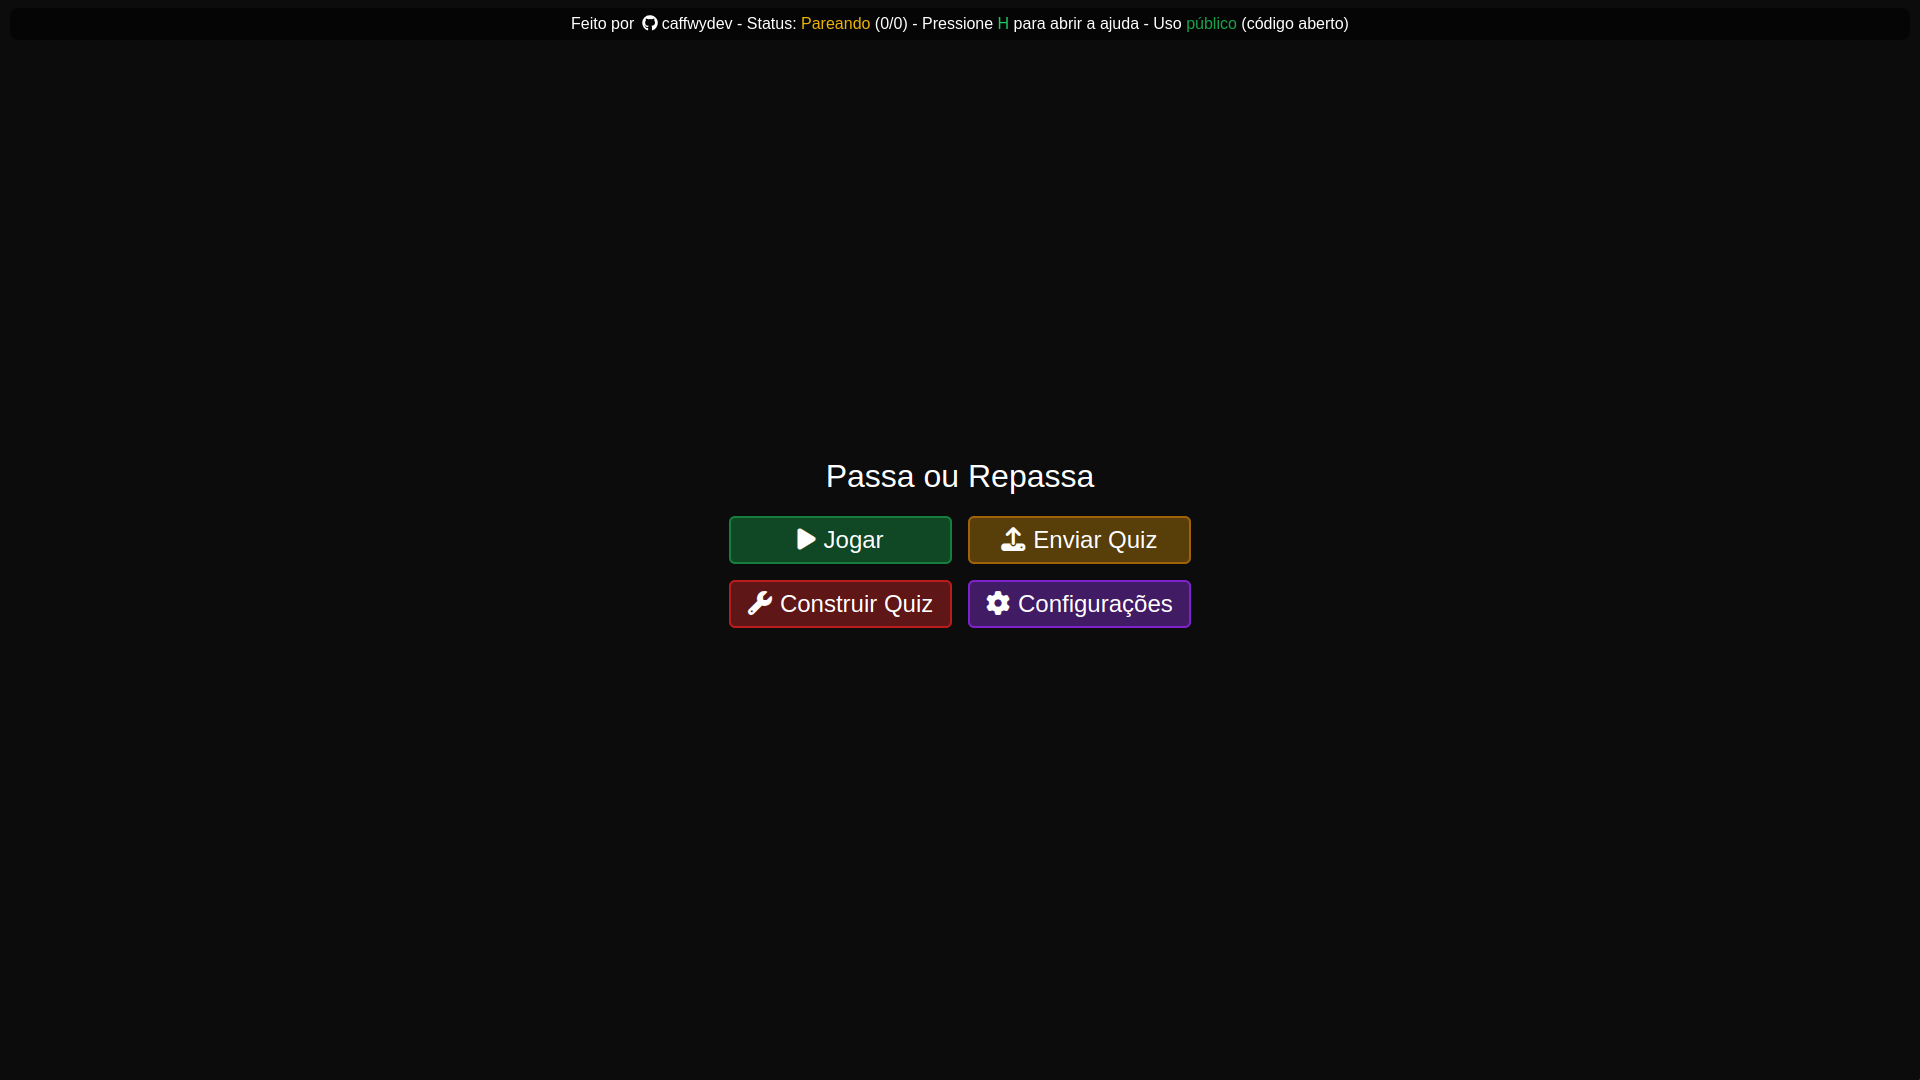 Feito por caffwydev - Status: Pareando (0/0) - Pressione H para abrir a ajuda - Uso público (código aberto)
Passa ou Repassa
Jogar
Enviar Quiz
Construir Quiz
Configurações